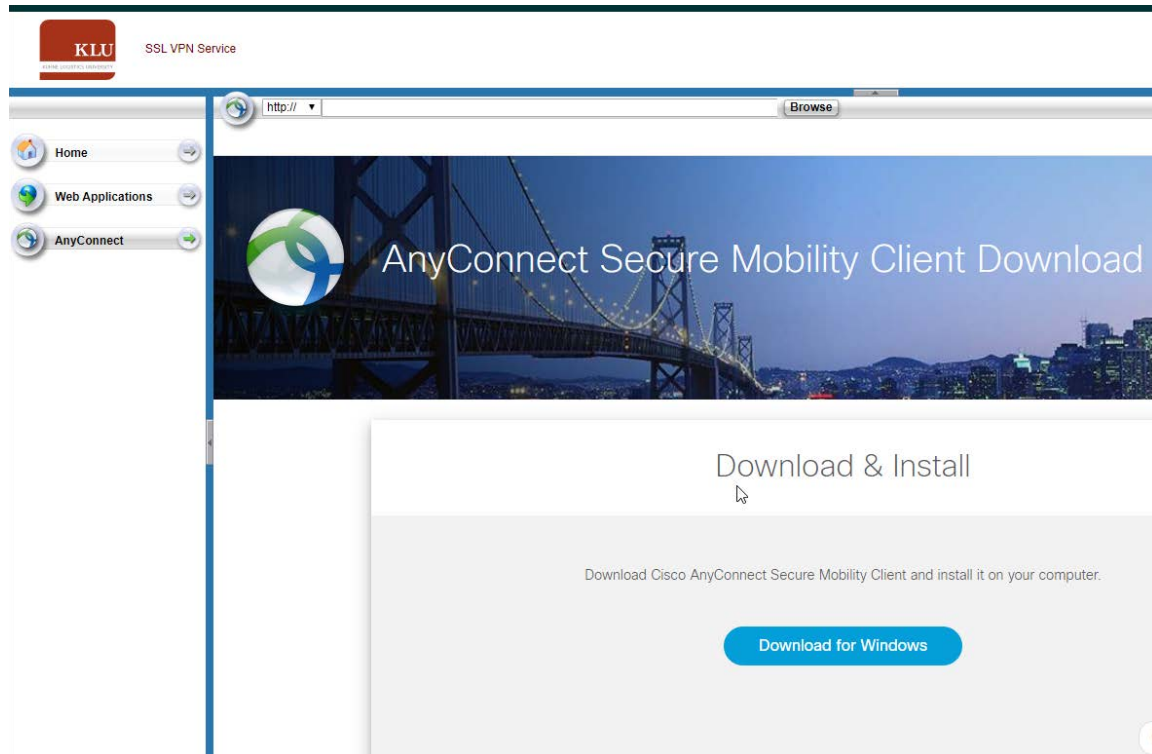 KLU
SSL VPN Service
http://
Browse
Home
Web Applications
AnyConnect
AnyConnect Secure Mobility Client Download
Download & Install
Download Cisco AnyConnect Secure Mobility Client and install it on your computer.
Download for Windows